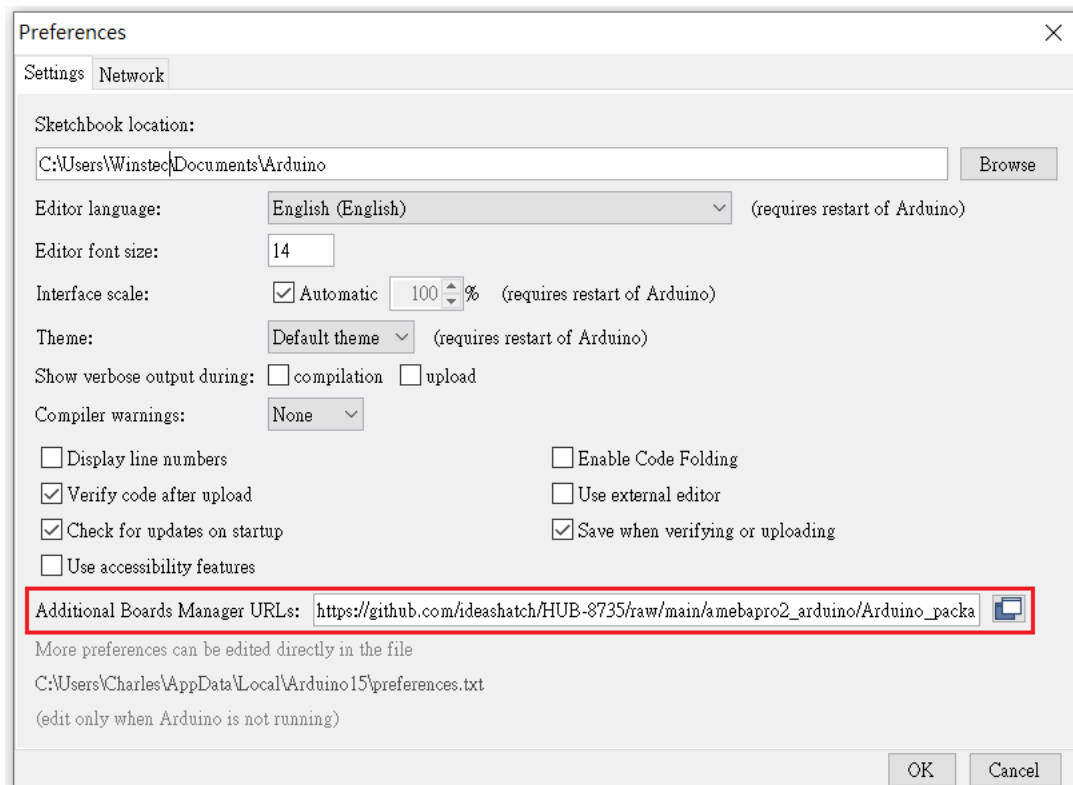 Preferences
Settings Network
Sketchbook location:
C:\Users\Winstec\Documents\Arduino Browse
Editor language: English (English) (requires restart of Arduino)
Editor font size: 14
Interface scale: Automatic 100 % (requires restart of Arduino)
Theme: Default theme (requires restart of Arduino)
Show verbose output during: compilation upload
Compiler warnings: None
Display line numbers Enable Code Folding
Verify code after upload Use external editor
Check for updates on startup Save when verifying or uploading
Use accessibility features
Additional Boards Manager URLs: https://github.com/ideashatch/HUB-8735/raw/main/amebapro2_arduino/Arduino_packa
More preferences can be edited directly in the file
C:\Users\Charles\AppData\Local\Arduino15\preferences.txt
(edit only when Arduino is not running)
OK Cancel